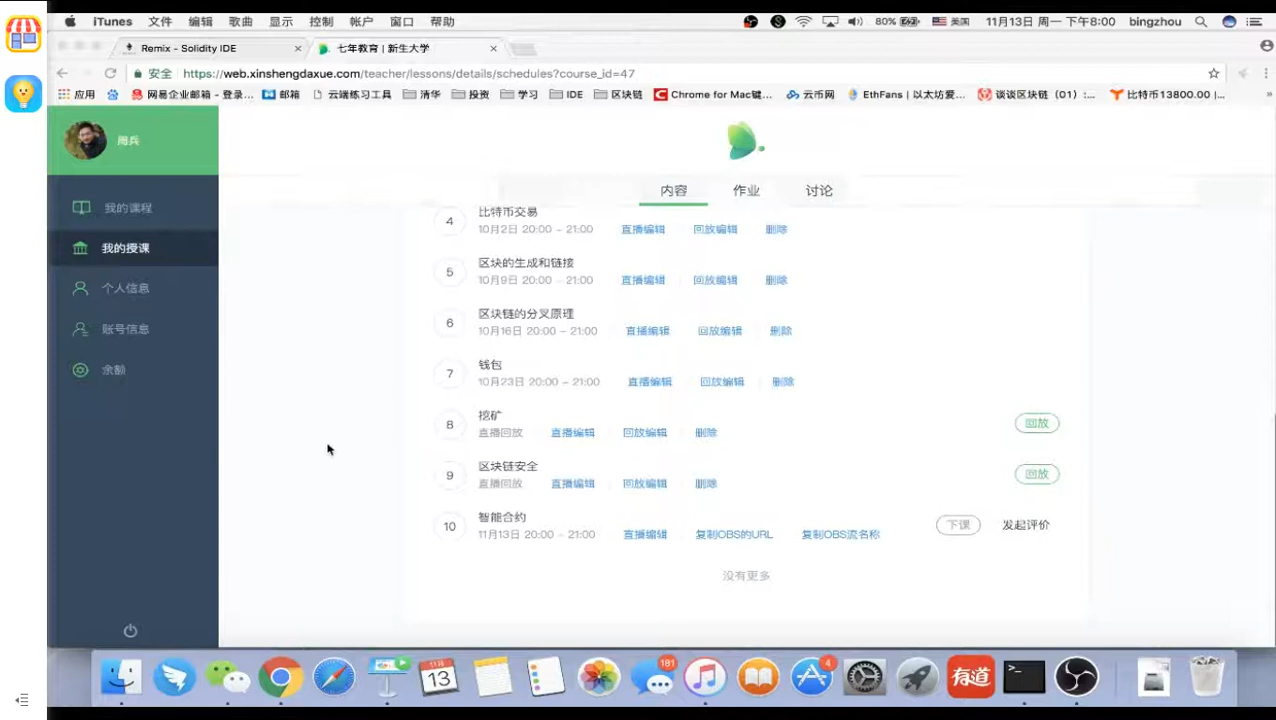 iTunes 文件 编辑 歌曲 显示 控制 帐户 窗口 帮助 80% 美国 11月13日 周一 下午8:00 bingzhou
Remix - Solidity IDE 七年教育 | 新生大学
安全 https://web.xinshengdaxue.com/teacher/lessons/details/schedules?course_id=47
应用 网易企业邮箱 - 登录... 邮箱 云端练习工具 清华 投资 学习 IDE 区块链 Chrome for Mac键... 云币网 EthFans | 以太坊爱... 谈谈区块链（01）:... 比特币13800.00 |...
周兵
我的课程
我的授课
个人信息
账号信息
余额
内容 作业 讨论
4 比特币交易
10月2日 20:00 - 21:00 直播编辑 回放编辑 删除
5 区块的生成和链接
10月9日 20:00 - 21:00 直播编辑 回放编辑 删除
6 区块链的分叉原理
10月16日 20:00 - 21:00 直播编辑 回放编辑 删除
7 钱包
10月23日 20:00 - 21:00 直播编辑 回放编辑 删除
8 挖矿
直播回放 直播编辑 回放编辑 删除 回放
9 区块链安全
直播回放 直播编辑 回放编辑 删除 回放
10 智能合约
11月13日 20:00 - 21:00 直播编辑 复制OBS的URL 复制OBS流名称 下课 发起评价
没有更多
11月 13 181 4 有道